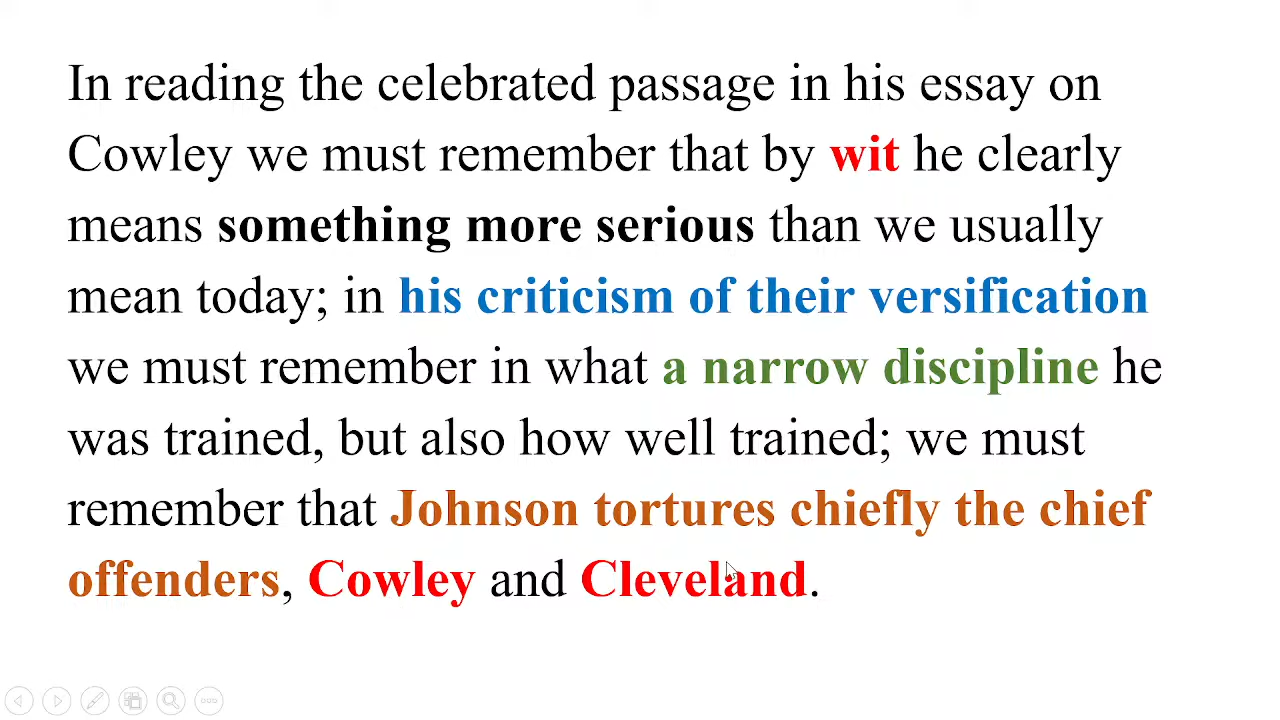 In reading the celebrated passage in his essay on
Cowley we must remember that by wit he clearly
means something more serious than we usually
mean today; in his criticism of their versification
we must remember in what a narrow discipline he
was trained, but also how well trained; we must
remember that Johnson tortures chiefly the chief
offenders, Cowley and Cleveland.